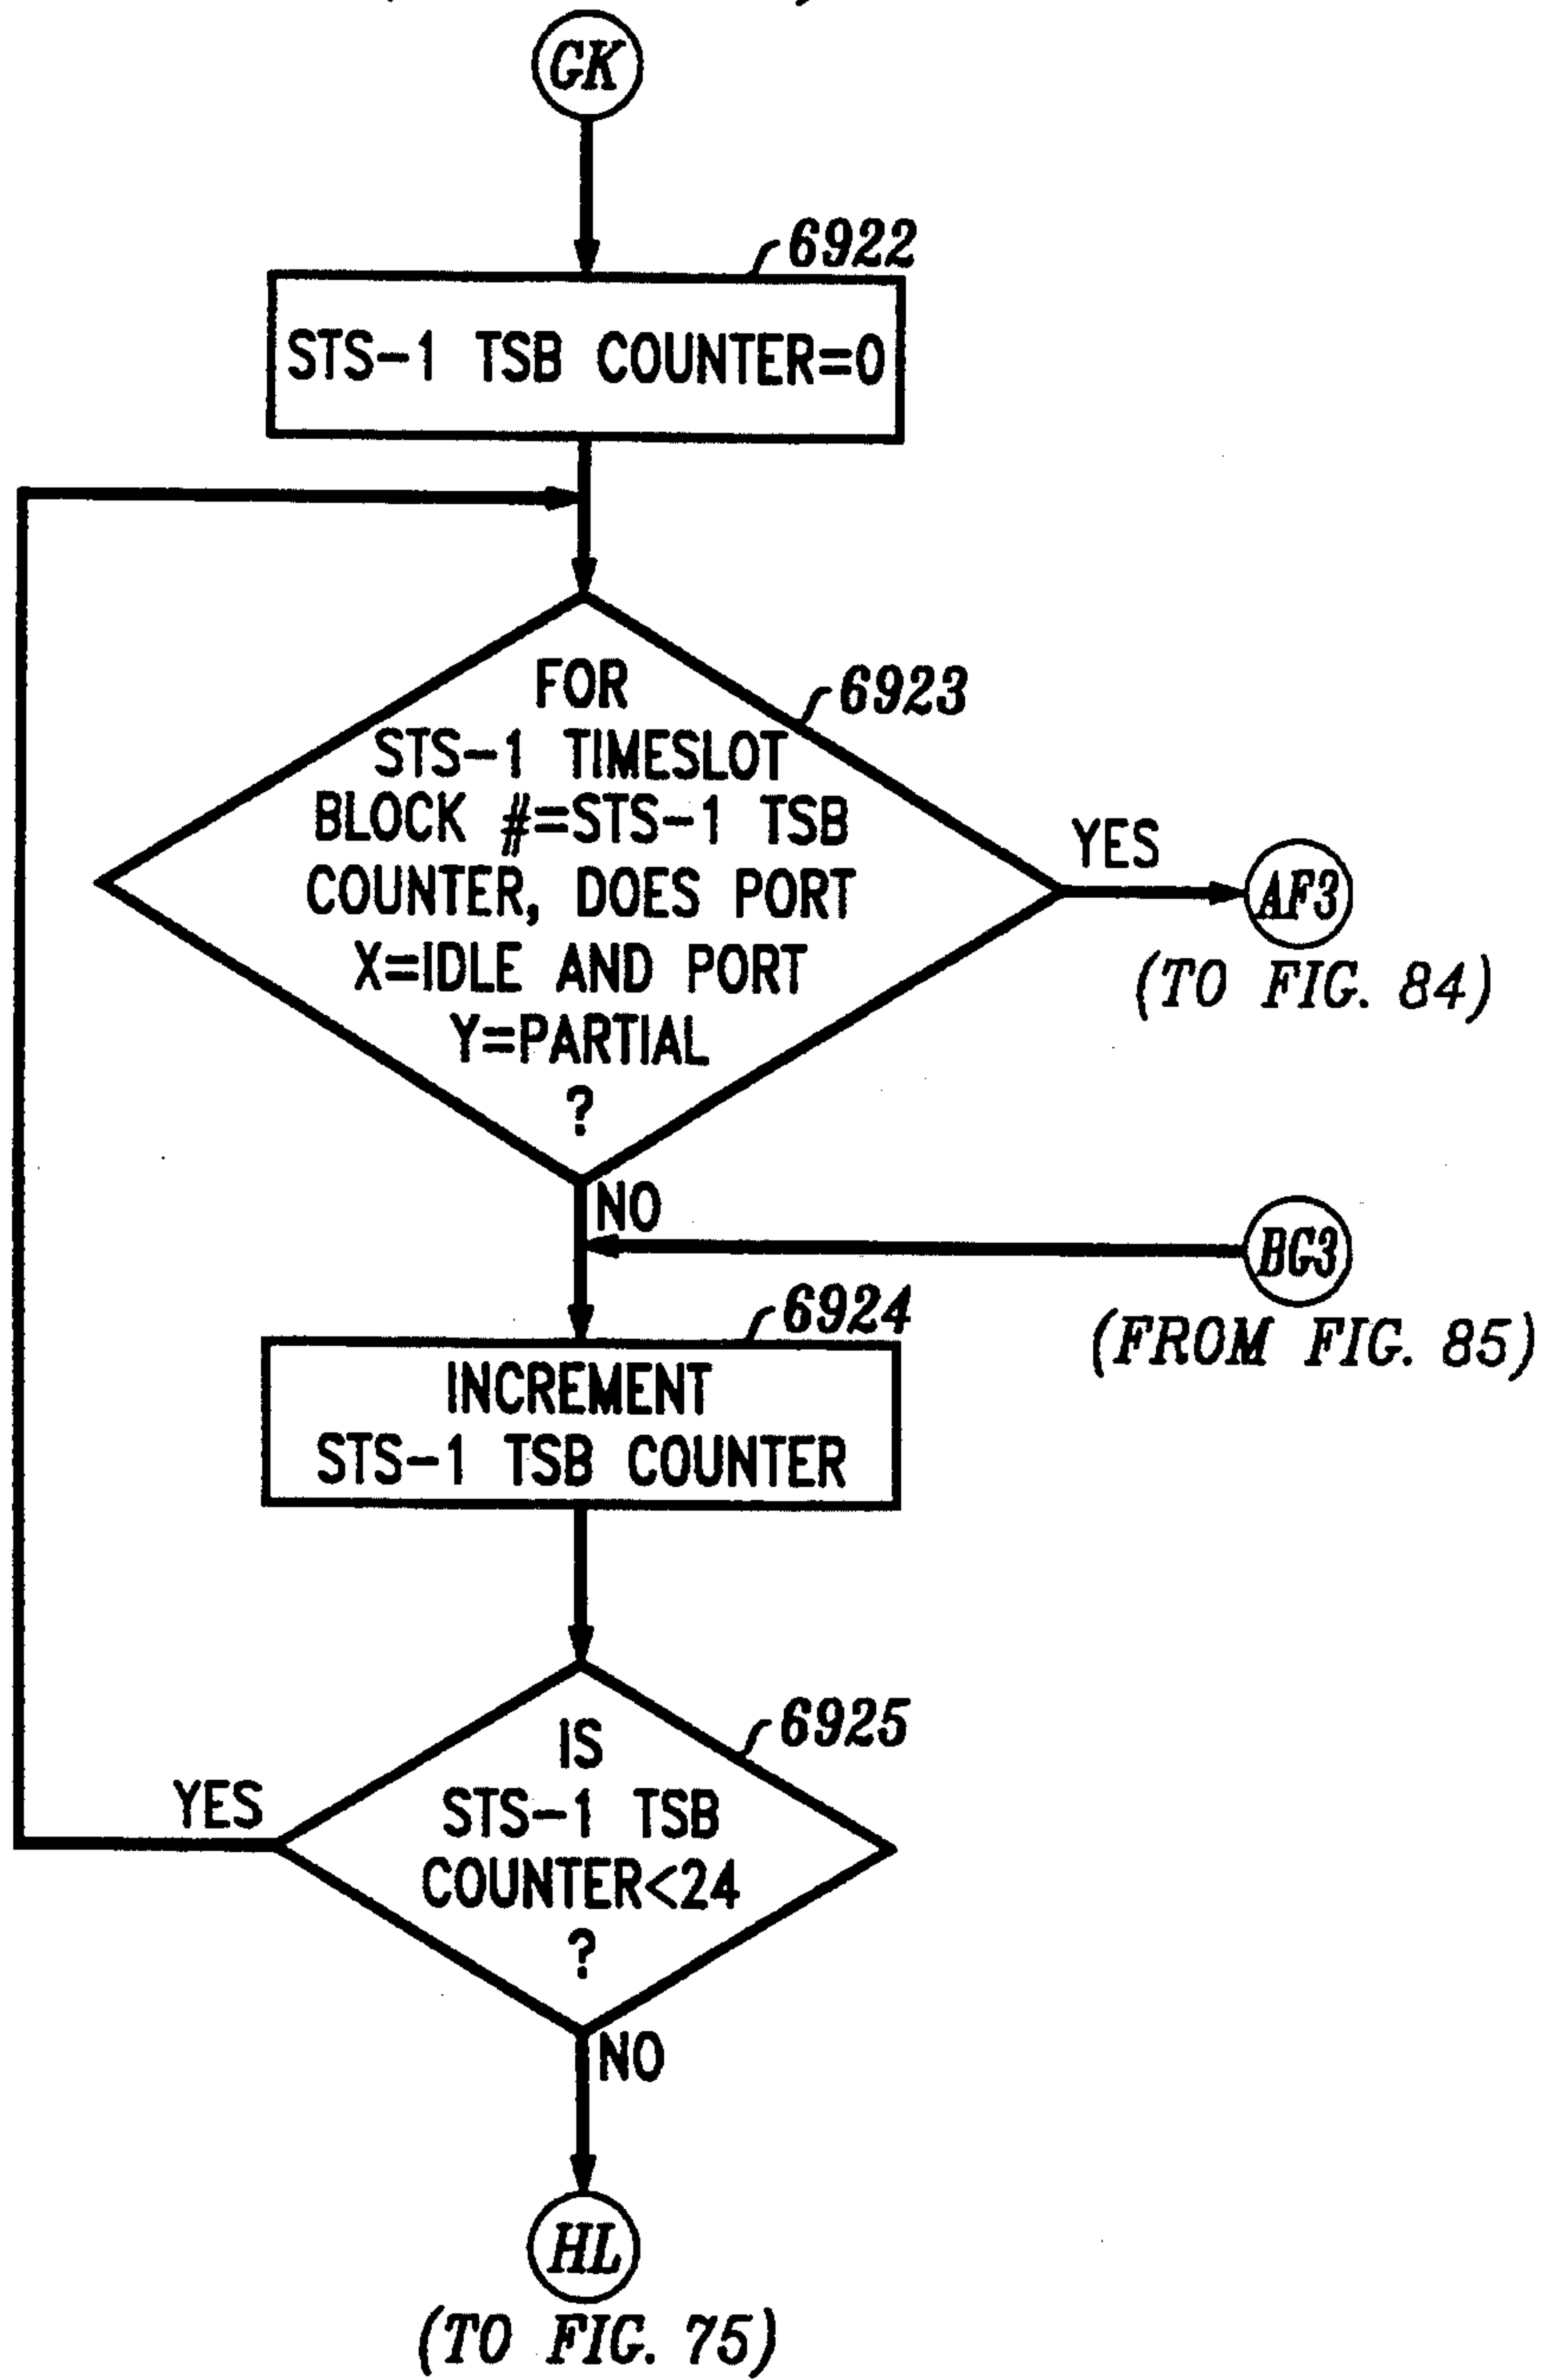 GK
6922
STS-1 TSB COUNTER=0
FOR
6923
STS-1 TIMESLOT
BLOCK #=STS-1 TSB
COUNTER, DOES PORT
X=IDLE AND PORT
Y=PARTIAL
?
YES
AF3
(TO FIG. 84)
NO
BG3
(FROM FIG. 85)
6924
INCREMENT
STS-1 TSB COUNTER
6925
IS
STS-1 TSB
COUNTER<24
?
YES
NO
HL
(TO FIG. 75)